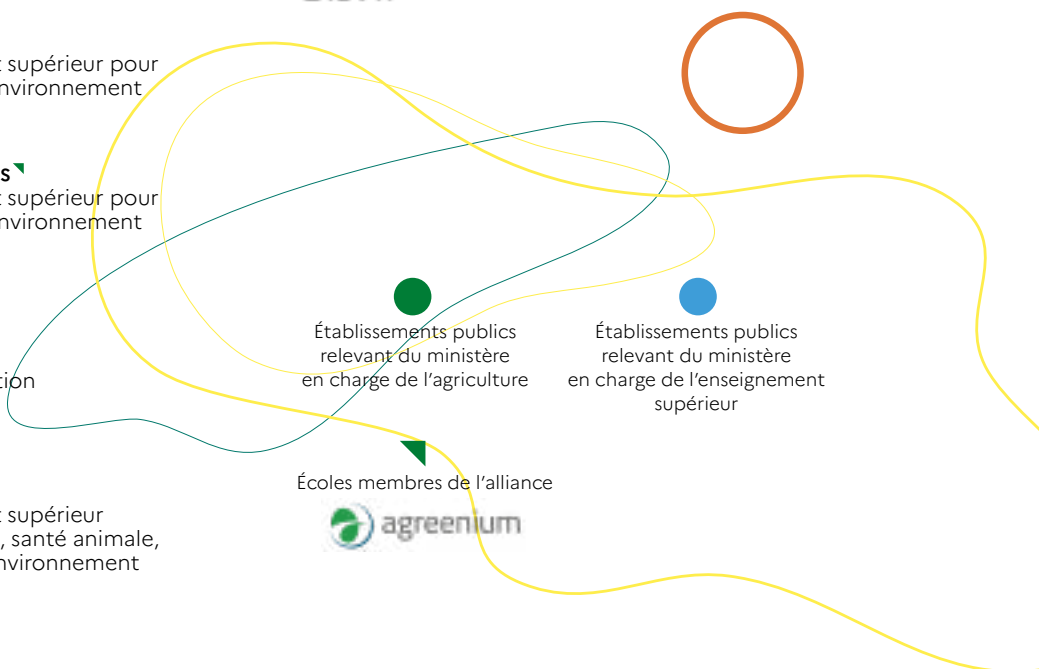 supérieur pour
nvironnement
s
supérieur pour
nvironnement
tion
supérieur
, santé animale,
nvironnement
Établissements publics
relevant du ministère
en charge de l'agriculture
Établissements publics
relevant du ministère
en charge de l'enseignement
supérieur
Écoles membres de l'alliance
agreenium